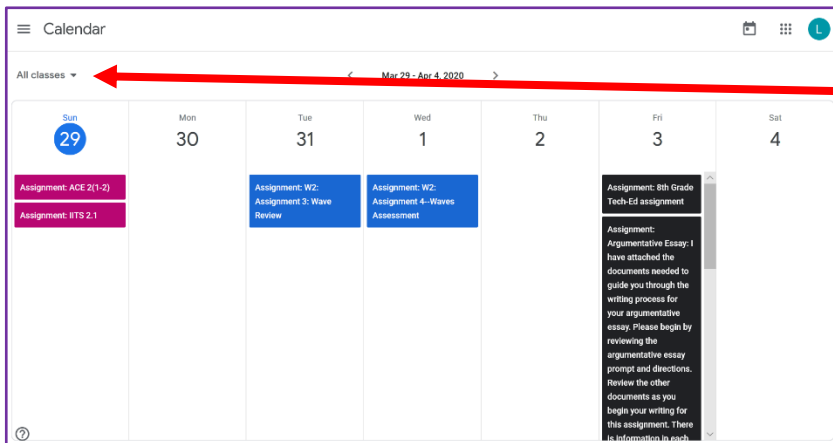 Calendar
L
All classes
Mar 29 - Apr 4, 2020
Sun
29
Mon
30
Tue
31
Wed
1
Thu
2
Fri
3
Sat
4
Assignment: ACE 2(1-2)
Assignment: IITS 2.1
Assignment: W2:
Assignment 3: Wave
Review
Assignment: W2:
Assignment 4--Waves
Assessment
Assignment: 8th Grade
Tech-Ed assignment
Assignment:
Argumentative Essay: I
have attached the
documents needed to
guide you through the
writing process for
your argumentative
essay. Please begin by
reviewing the
argumentative essay
prompt and directions.
Review the other
documents as you
begin your writing for
this assignment. There
is information in each